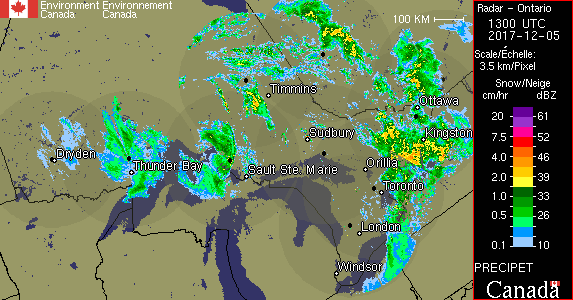 Environment Environnement
Canada Canada
100 KM
Timmins
Ottawa
Sudbury
Kingston
Dryden
Thunder Bay
Sault Ste. Marie
Orillia
Toronto
London
Windsor
Radar - Ontario
1300 UTC
2017-12-05
Scale/Échelle:
3.5 km/Pixel
Snow/Neige
cm/hr dBZ
20 61
7.5 52
4.0 46
2.0 39
1.0 33
0.5 26
0.1 10
PRECIPET
Canada